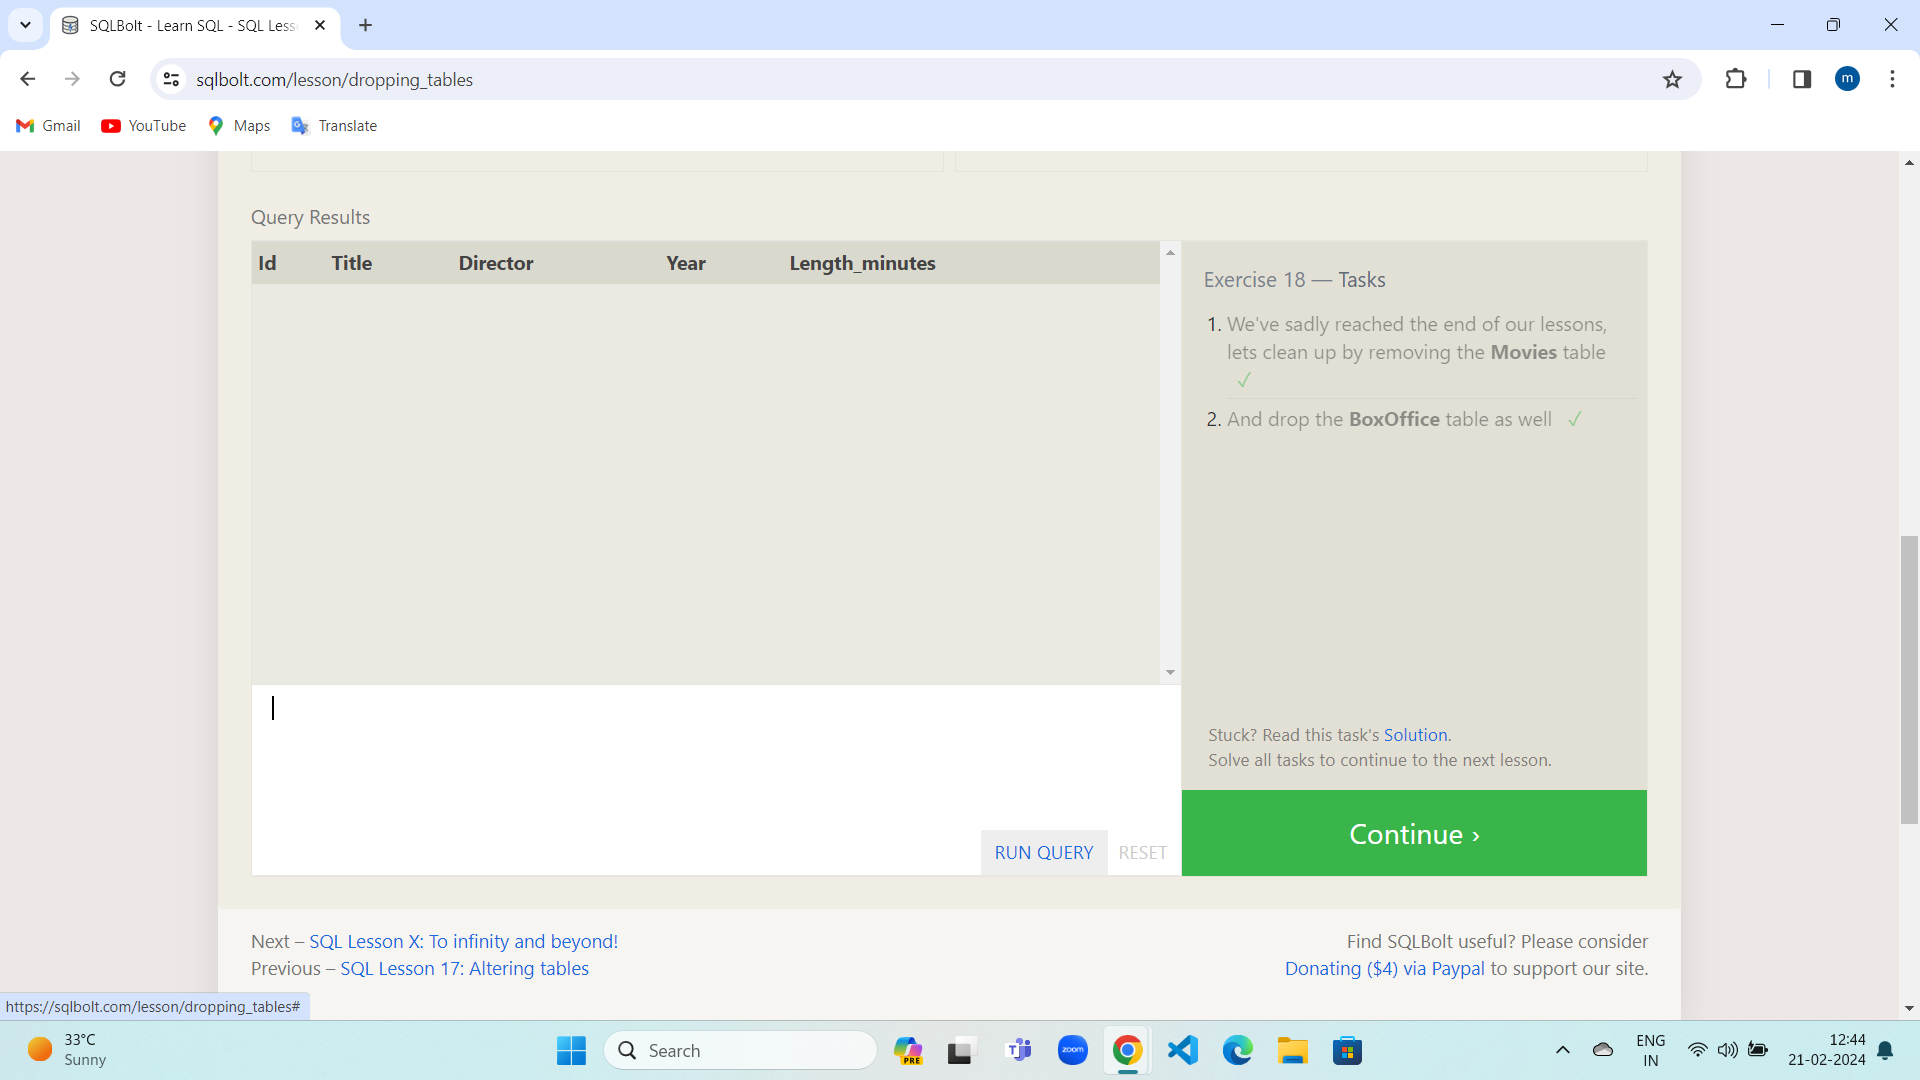 SQLBolt - Learn SQL - SQL Less
sqlbolt.com/lesson/dropping_tables
m
Gmail
YouTube
Maps
Translate
Query Results
Id Title Director Year Length_minutes
Exercise 18 — Tasks
1. We've sadly reached the end of our lessons,
lets clean up by removing the Movies table
✓
2. And drop the BoxOffice table as well ✓
Stuck? Read this task's Solution.
Solve all tasks to continue to the next lesson.
RUN QUERY RESET
Continue ›
Next – SQL Lesson X: To infinity and beyond!
Previous – SQL Lesson 17: Altering tables
Find SQLBolt useful? Please consider
Donating ($4) via Paypal to support our site.
https://sqlbolt.com/lesson/dropping_tables#
33°C
Sunny
Search
PRE
zoom
ENG
IN
12:44
21-02-2024